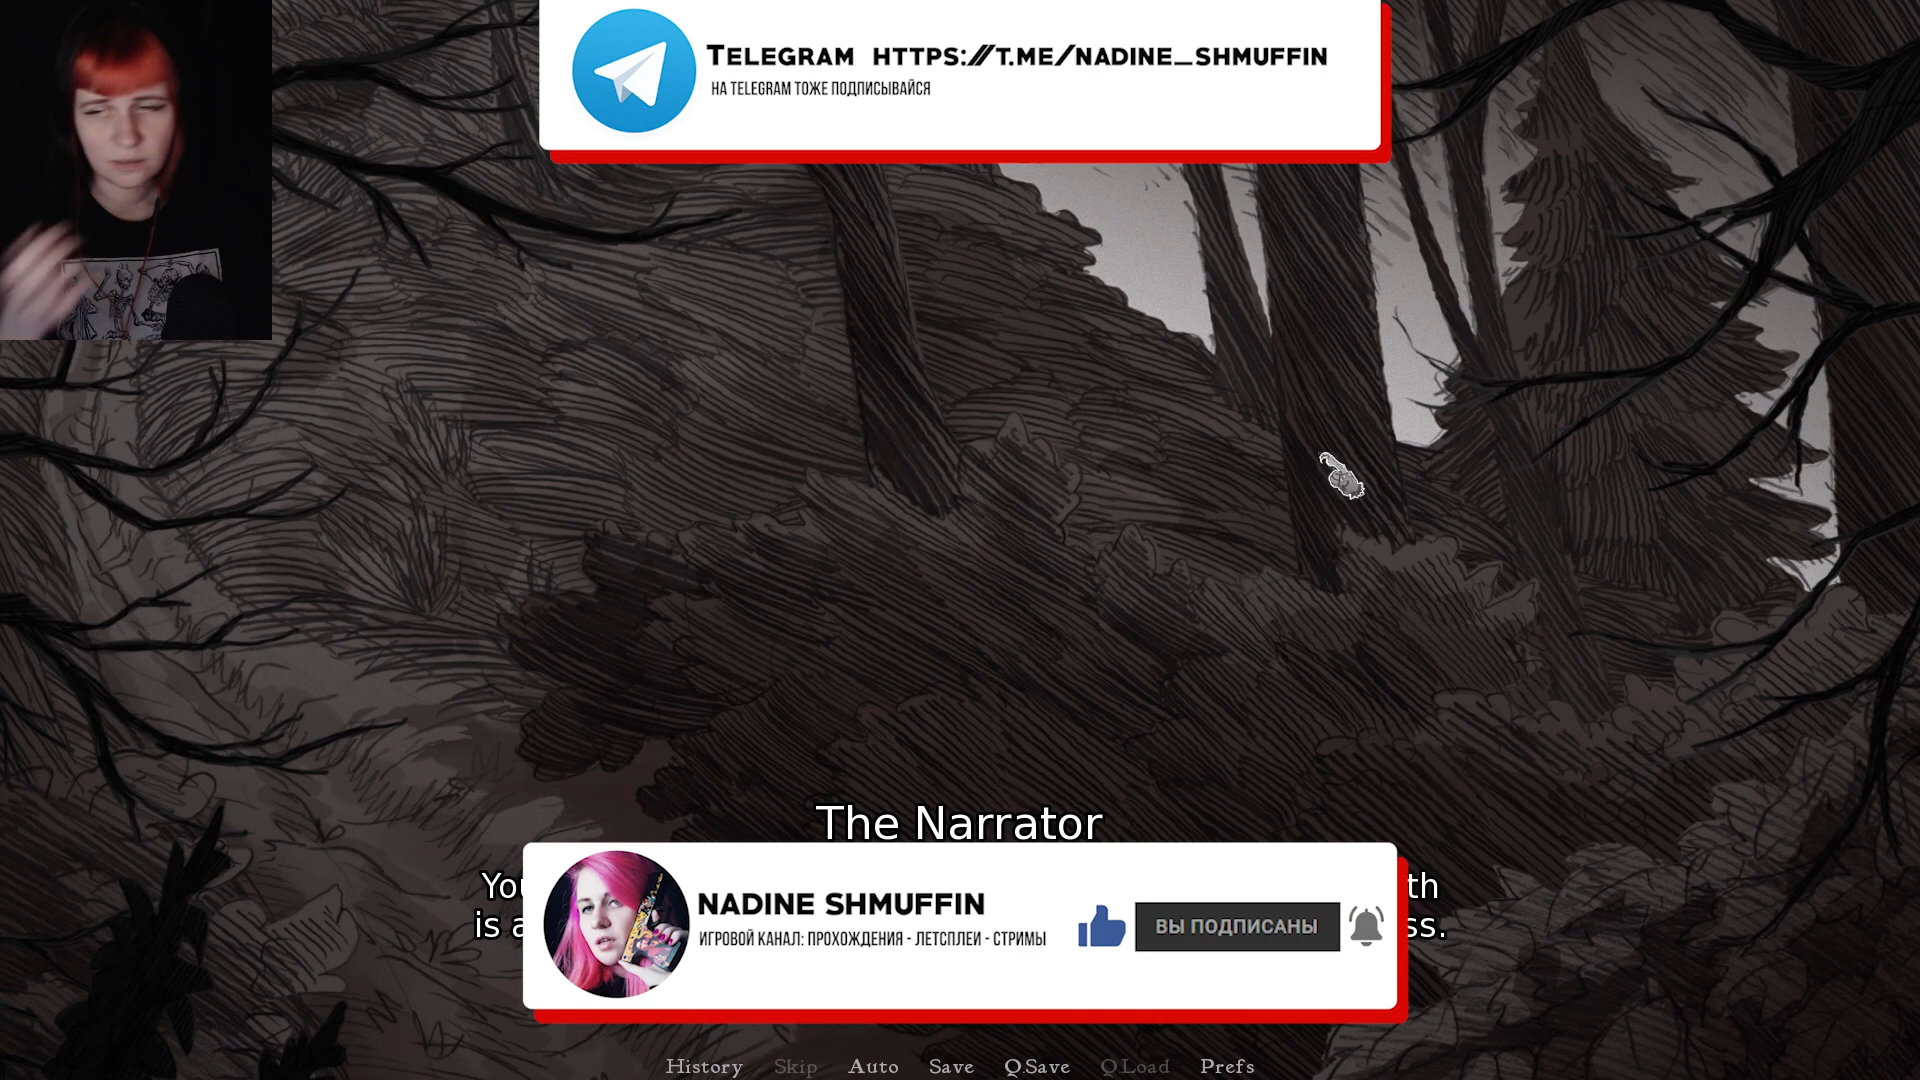 TELEGRAM HTTPS://T.ME/NADINE_SHMUFFIN
НА TELEGRAM ТОЖЕ ПОДПИСЫВАЙСЯ
The Narrator
th
is a
ss.
NADINE SHMUFFIN
ИГРОВОЙ КАНАЛ: ПРОХОЖДЕНИЯ - ЛЕТСПЛЕИ - СТРИМЫ
ВЫ ПОДПИСАНЫ
History Skip Auto Save Q.Save Q.Load Prefs